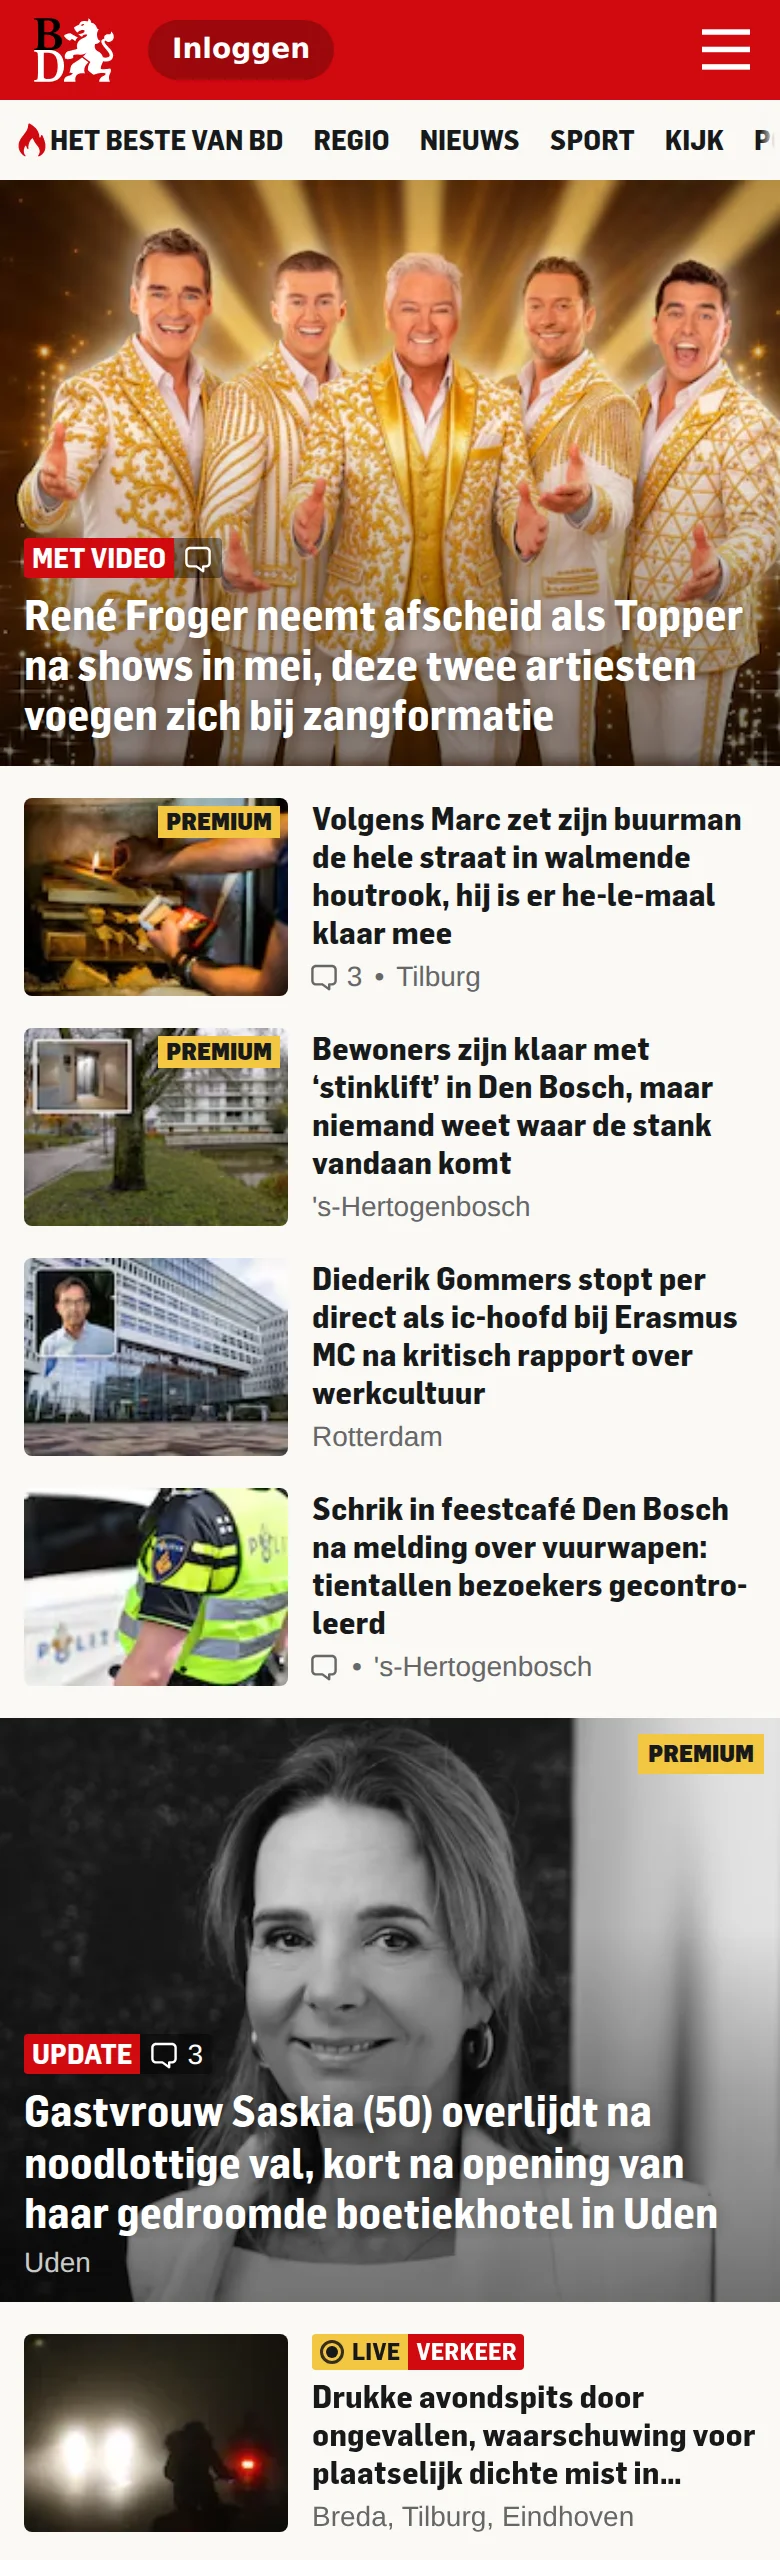 BD
Inloggen
HET BESTE VAN BD REGIO NIEUWS SPORT KIJK
MET VIDEO
René Froger neemt afscheid als Topper
na shows in mei, deze twee artiesten
voegen zich bij zangformatie
PREMIUM
Volgens Marc zet zijn buurman
de hele straat in walmende
houtrook, hij is er he-le-maal
klaar mee
3 • Tilburg
PREMIUM
Bewoners zijn klaar met
‘stinklift’ in Den Bosch, maar
niemand weet waar de stank
vandaan komt
's-Hertogenbosch
Diederik Gommers stopt per
direct als ic-hoofd bij Erasmus
MC na kritisch rapport over
werkcultuur
Rotterdam
Schrik in feestcafé Den Bosch
na melding over vuurwapen:
tientallen bezoekers gecontro-
leerd
• 's-Hertogenbosch
PREMIUM
UPDATE 3
Gastvrouw Saskia (50) overlijdt na
noodlottige val, kort na opening van
haar gedroomde boetiekhotel in Uden
Uden
LIVE VERKEER
Drukke avondspits door
ongevallen, waarschuwing voor
plaatselijk dichte mist in...
Breda, Tilburg, Eindhoven